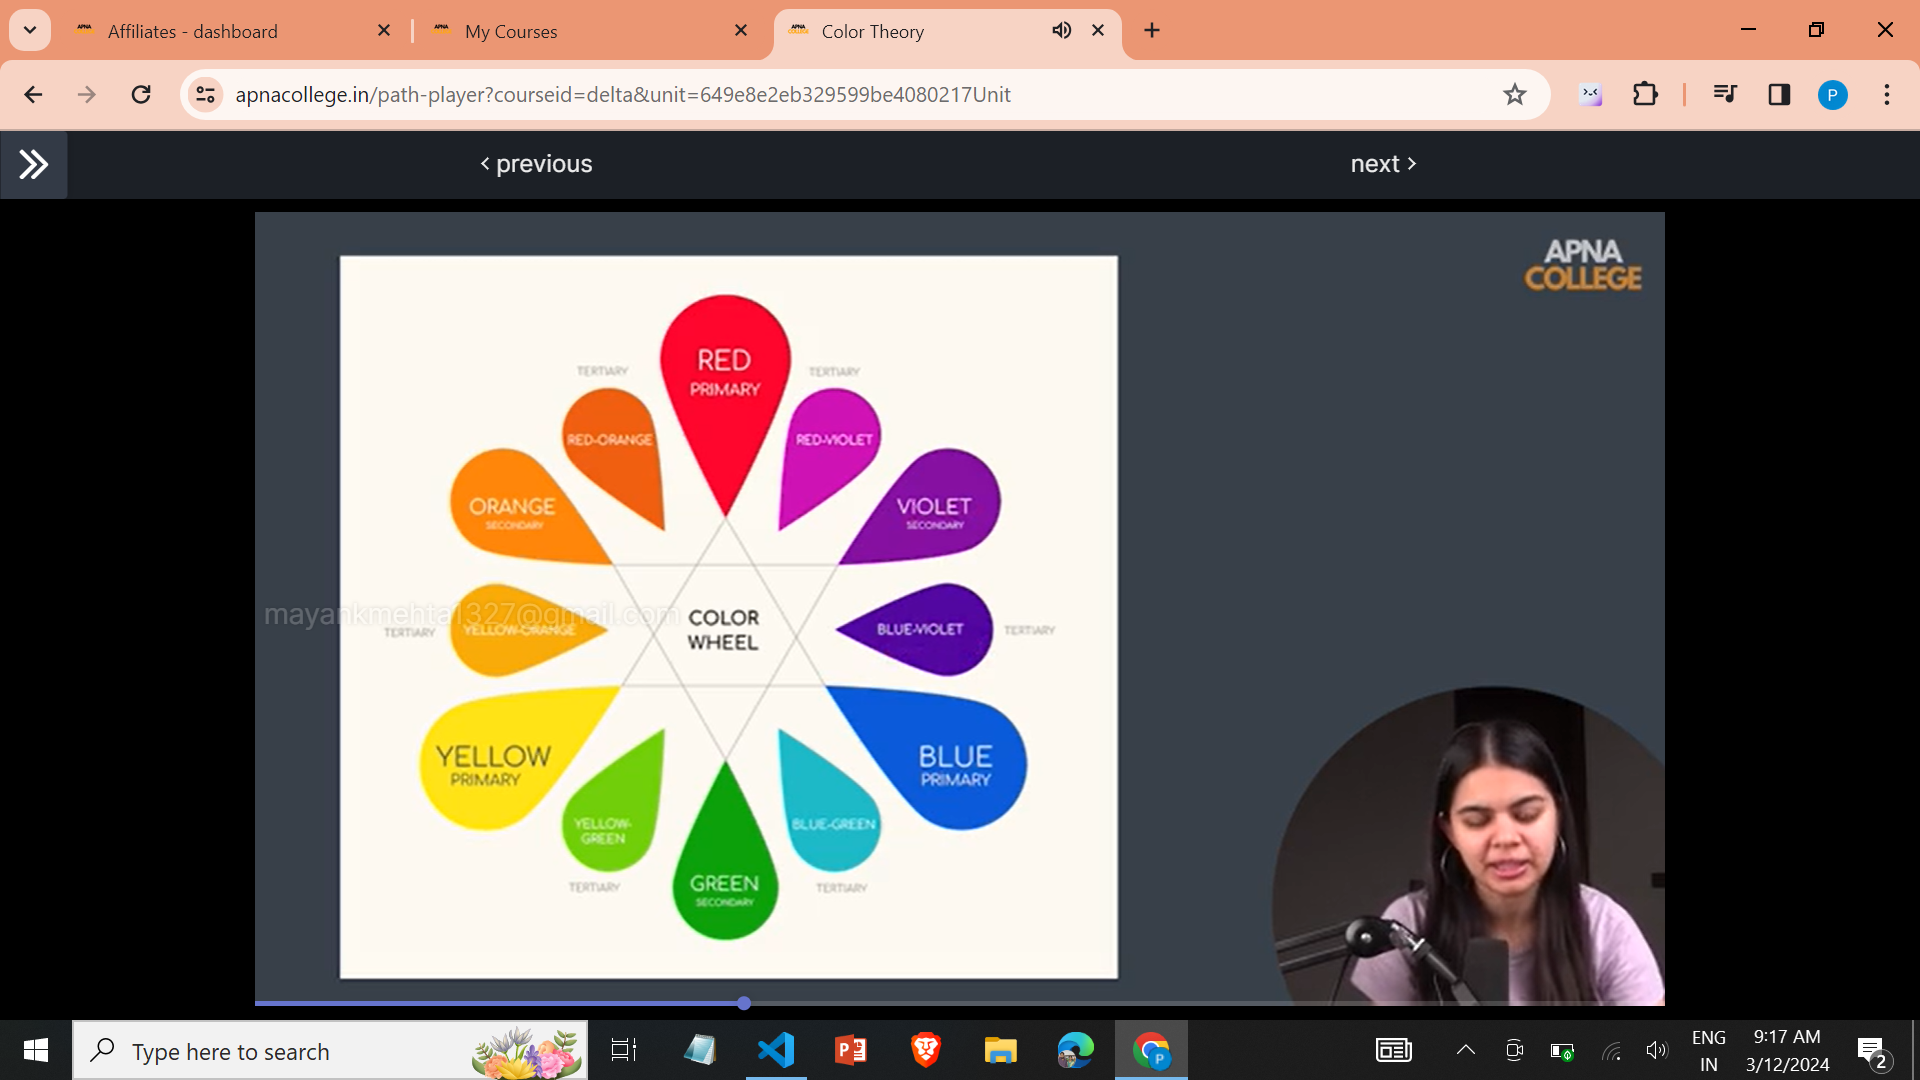 Affiliates - dashboard
My Courses
Color Theory
apnacollege.in/path-player?courseid=delta&unit=649e8e2eb329599be4080217Unit
P
‹ previous
next ›
APNA
COLLEGE
RED
PRIMARY
TERTIARY
RED-ORANGE
TERTIARY
RED-VIOLET
ORANGE
SECONDARY
VIOLET
SECONDARY
mayankmehta1327@gmail.com
TERTIARY
YELLOW-ORANGE
COLOR
WHEEL
BLUE-VIOLET
TERTIARY
YELLOW
PRIMARY
BLUE
PRIMARY
YELLOW-
GREEN
TERTIARY
BLUE-GREEN
TERTIARY
GREEN
SECONDARY
Type here to search
P
ENG
IN
9:17 AM
3/12/2024
2